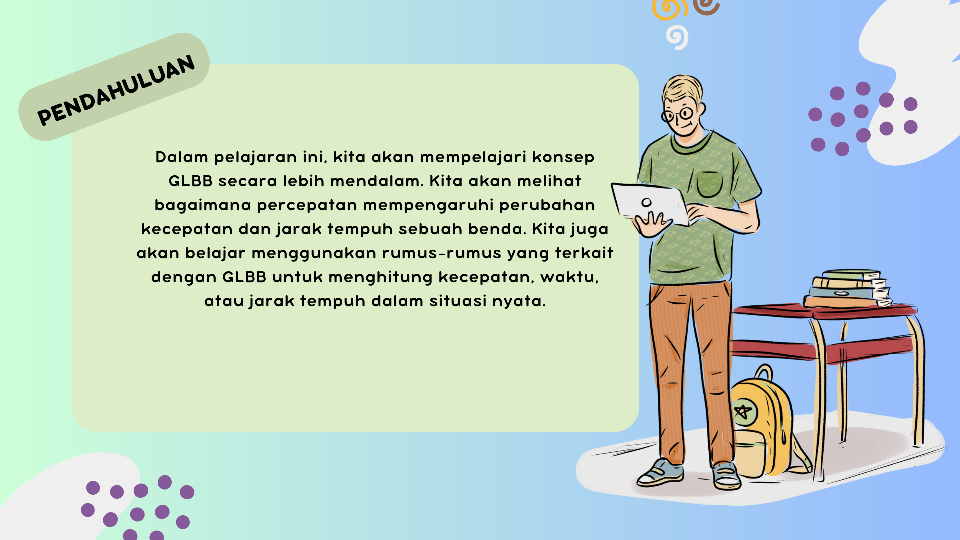 PENDAHULUAN
Dalam pelajaran ini, kita akan mempelajari konsep
GLBB secara lebih mendalam. Kita akan melihat
bagaimana percepatan mempengaruhi perubahan
kecepatan dan jarak tempuh sebuah benda. Kita juga
akan belajar menggunakan rumus-rumus yang terkait
dengan GLBB untuk menghitung kecepatan, waktu,
atau jarak tempuh dalam situasi nyata.